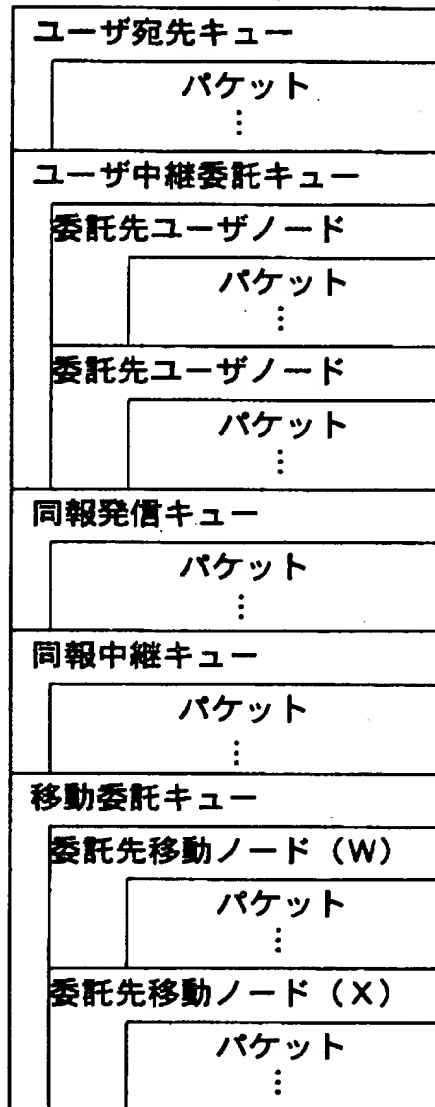 ユーザ宛先キュー
パケット
⋮
ユーザ中継委託キュー
委託先ユーザノード
パケット
⋮
委託先ユーザノード
パケット
⋮
同報発信キュー
パケット
⋮
同報中継キュー
パケット
⋮
移動委託キュー
委託先移動ノード（W）
パケット
⋮
委託先移動ノード（X）
パケット
⋮